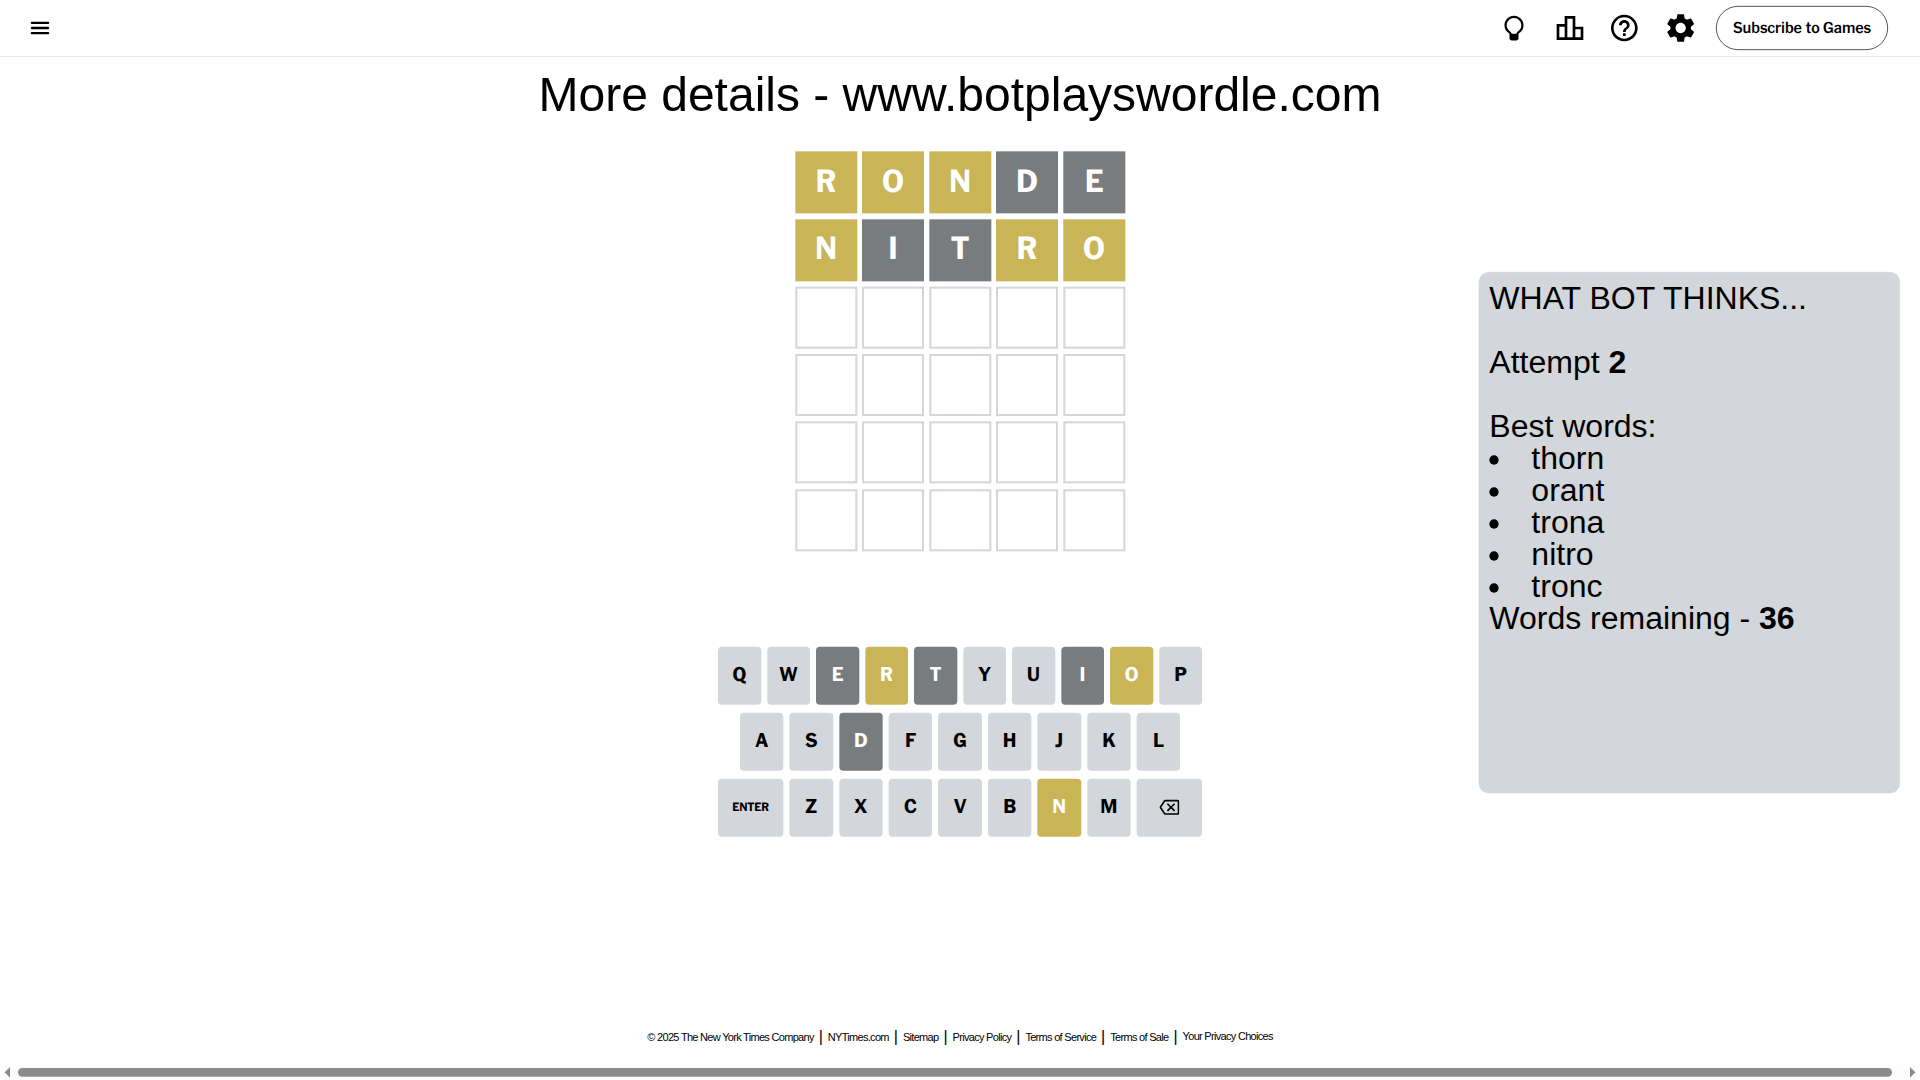 Subscribe to Games
More details - www.botplayswordle.com
R O N D E
N I T R O
WHAT BOT THINKS...
Attempt 2
Best words:
• thorn
• orant
• trona
• nitro
• tronc
Words remaining - 36
Q W E R T Y U I O P
A S D F G H J K L
ENTER Z X C V B N M
© 2025 The New York Times Company | NYTimes.com | Sitemap | Privacy Policy | Terms of Service | Terms of Sale | Your Privacy Choices